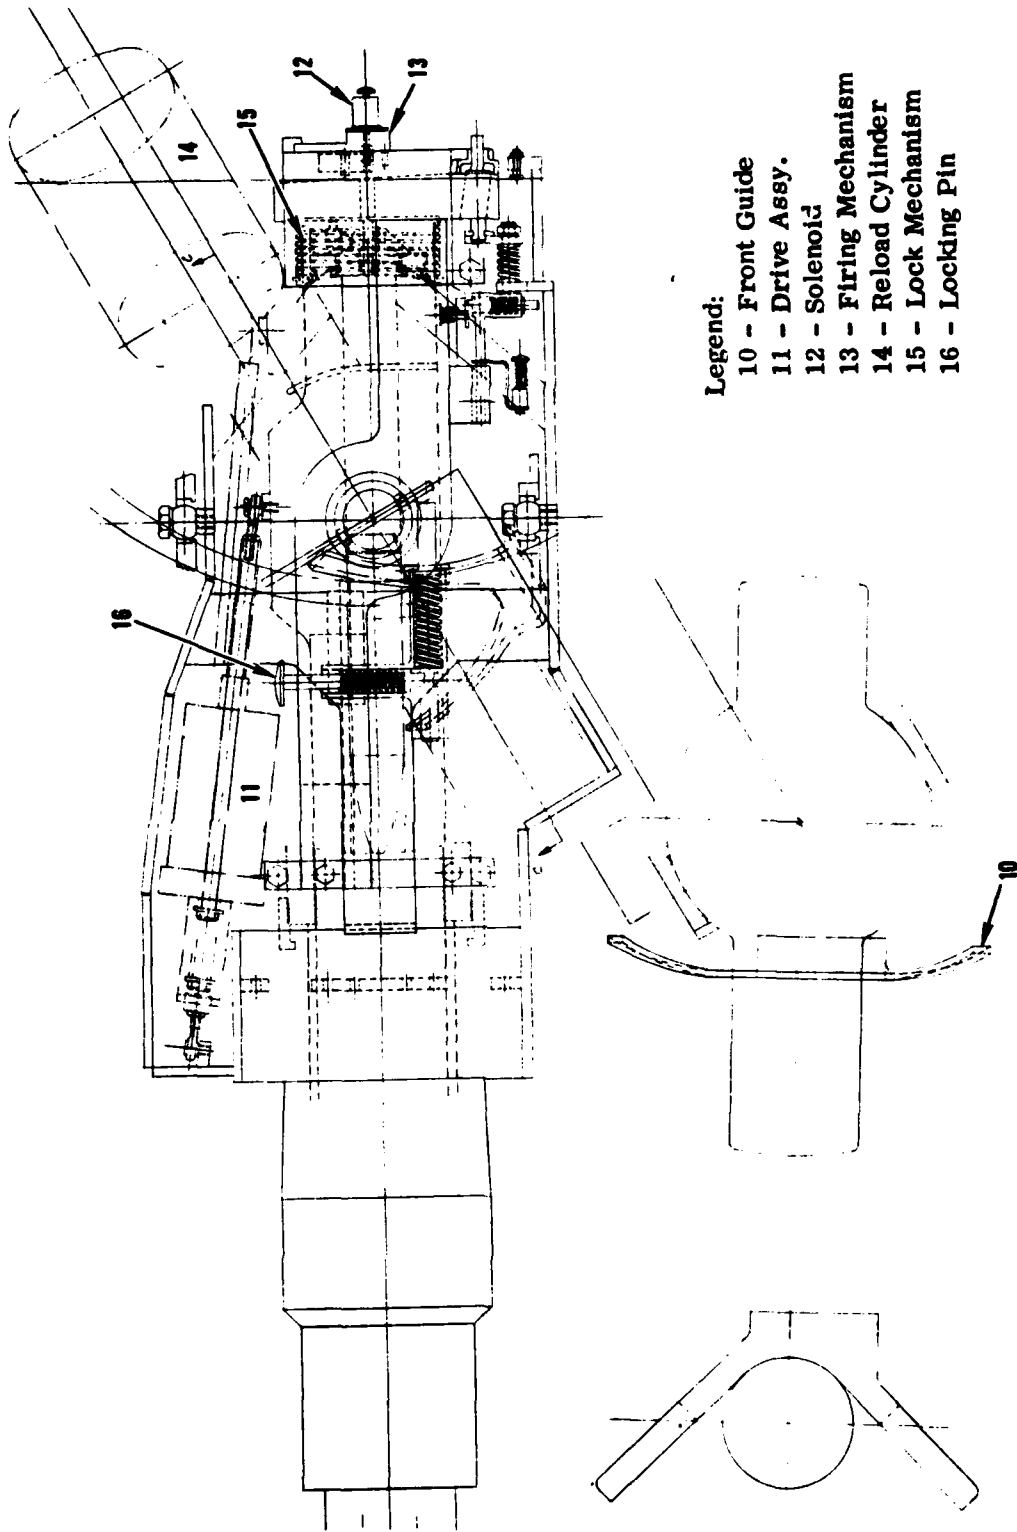 12
13
15
14
16
11
10
Legend:
10 - Front Guide
11 - Drive Assy.
12 - Solenoid
13 - Firing Mechanism
14 - Reload Cylinder
15 - Lock Mechanism
16 - Locking Pin